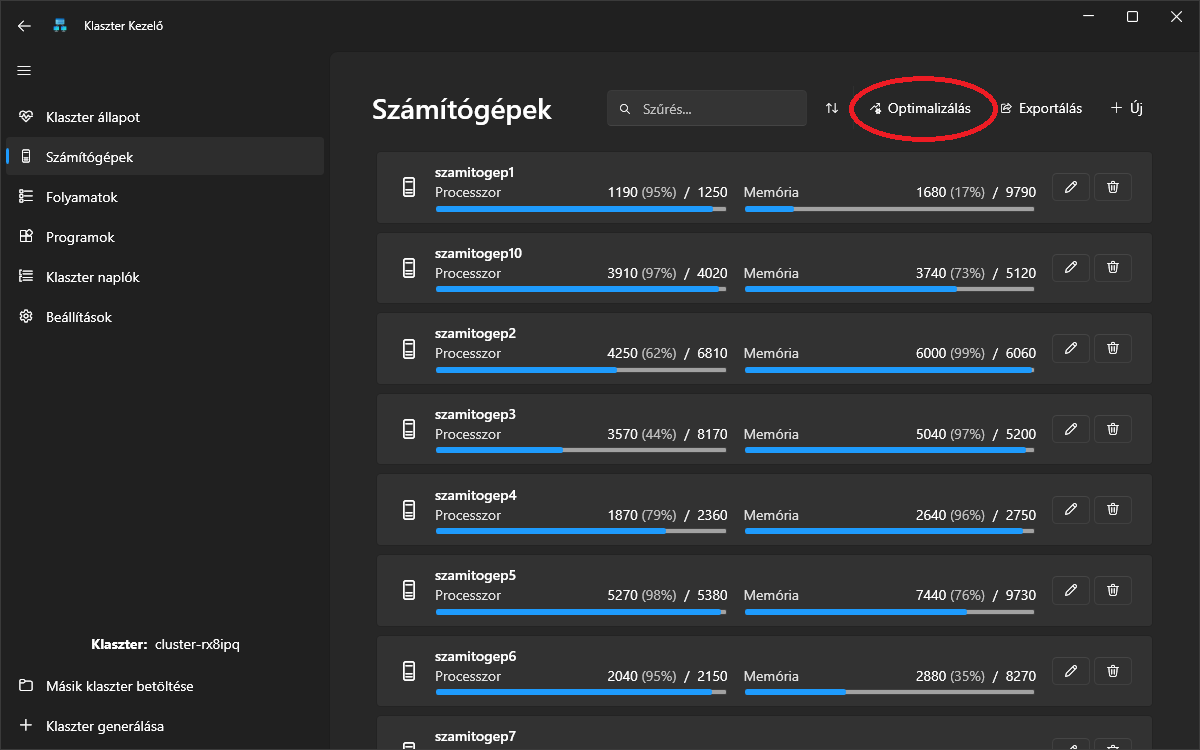 Klaszter Kezelő
Klaszter állapot
Számítógépek
Folyamatok
Programok
Klaszter naplók
Beállítások
Klaszter: cluster-rx8ipq
Másik klaszter betöltése
Klaszter generálása
Számítógépek Szűrés... Optimalizálás Exportálás Új
szamitogep1
Processzor 1190 (95%) / 1250 Memória 1680 (17%) / 9790
szamitogep10
Processzor 3910 (97%) / 4020 Memória 3740 (73%) / 5120
szamitogep2
Processzor 4250 (62%) / 6810 Memória 6000 (99%) / 6060
szamitogep3
Processzor 3570 (44%) / 8170 Memória 5040 (97%) / 5200
szamitogep4
Processzor 1870 (79%) / 2360 Memória 2640 (96%) / 2750
szamitogep5
Processzor 5270 (98%) / 5380 Memória 7440 (76%) / 9730
szamitogep6
Processzor 2040 (95%) / 2150 Memória 2880 (35%) / 8270
szamitogep7